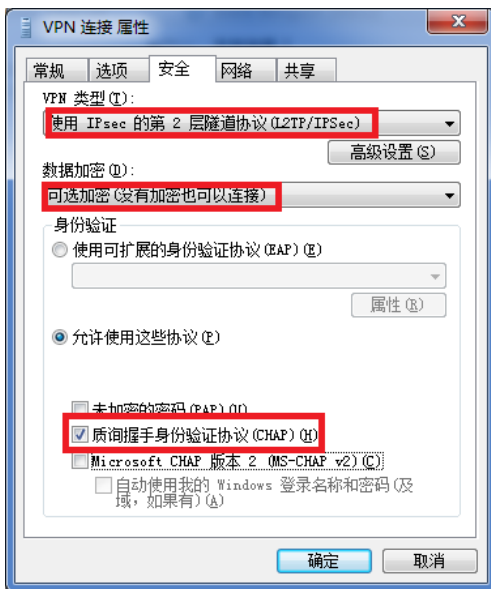 VPN 连接 属性
常规 选项 安全 网络 共享
VPN 类型(T):
使用 IPsec 的第 2 层隧道协议(L2TP/IPSec)
高级设置(S)
数据加密(D):
可选加密(没有加密也可以连接)
身份验证
使用可扩展的身份验证协议(EAP)(E)
属性(R)
允许使用这些协议(P)
未加密的密码(PAP)(U)
质询握手身份验证协议(CHAP)(H)
Microsoft CHAP 版本 2 (MS-CHAP v2)(C)
自动使用我的 Windows 登录名称和密码(及
域，如果有)(A)
确定 取消